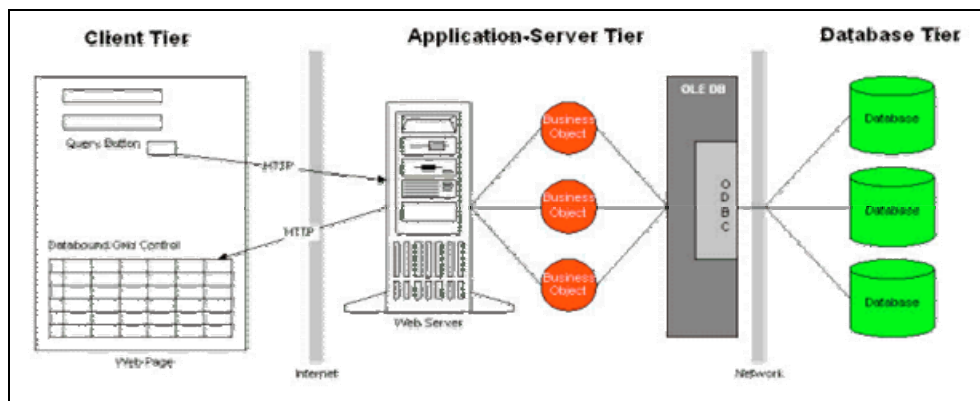 Client Tier
Application-Server Tier
Database Tier
Query Button
HTTP
HTTP
Databound Grid Control
Web Page
Internet
Web Server
Business
Object
Business
Object
Business
Object
OLE DB
O
D
B
C
Network
Database
Database
Database